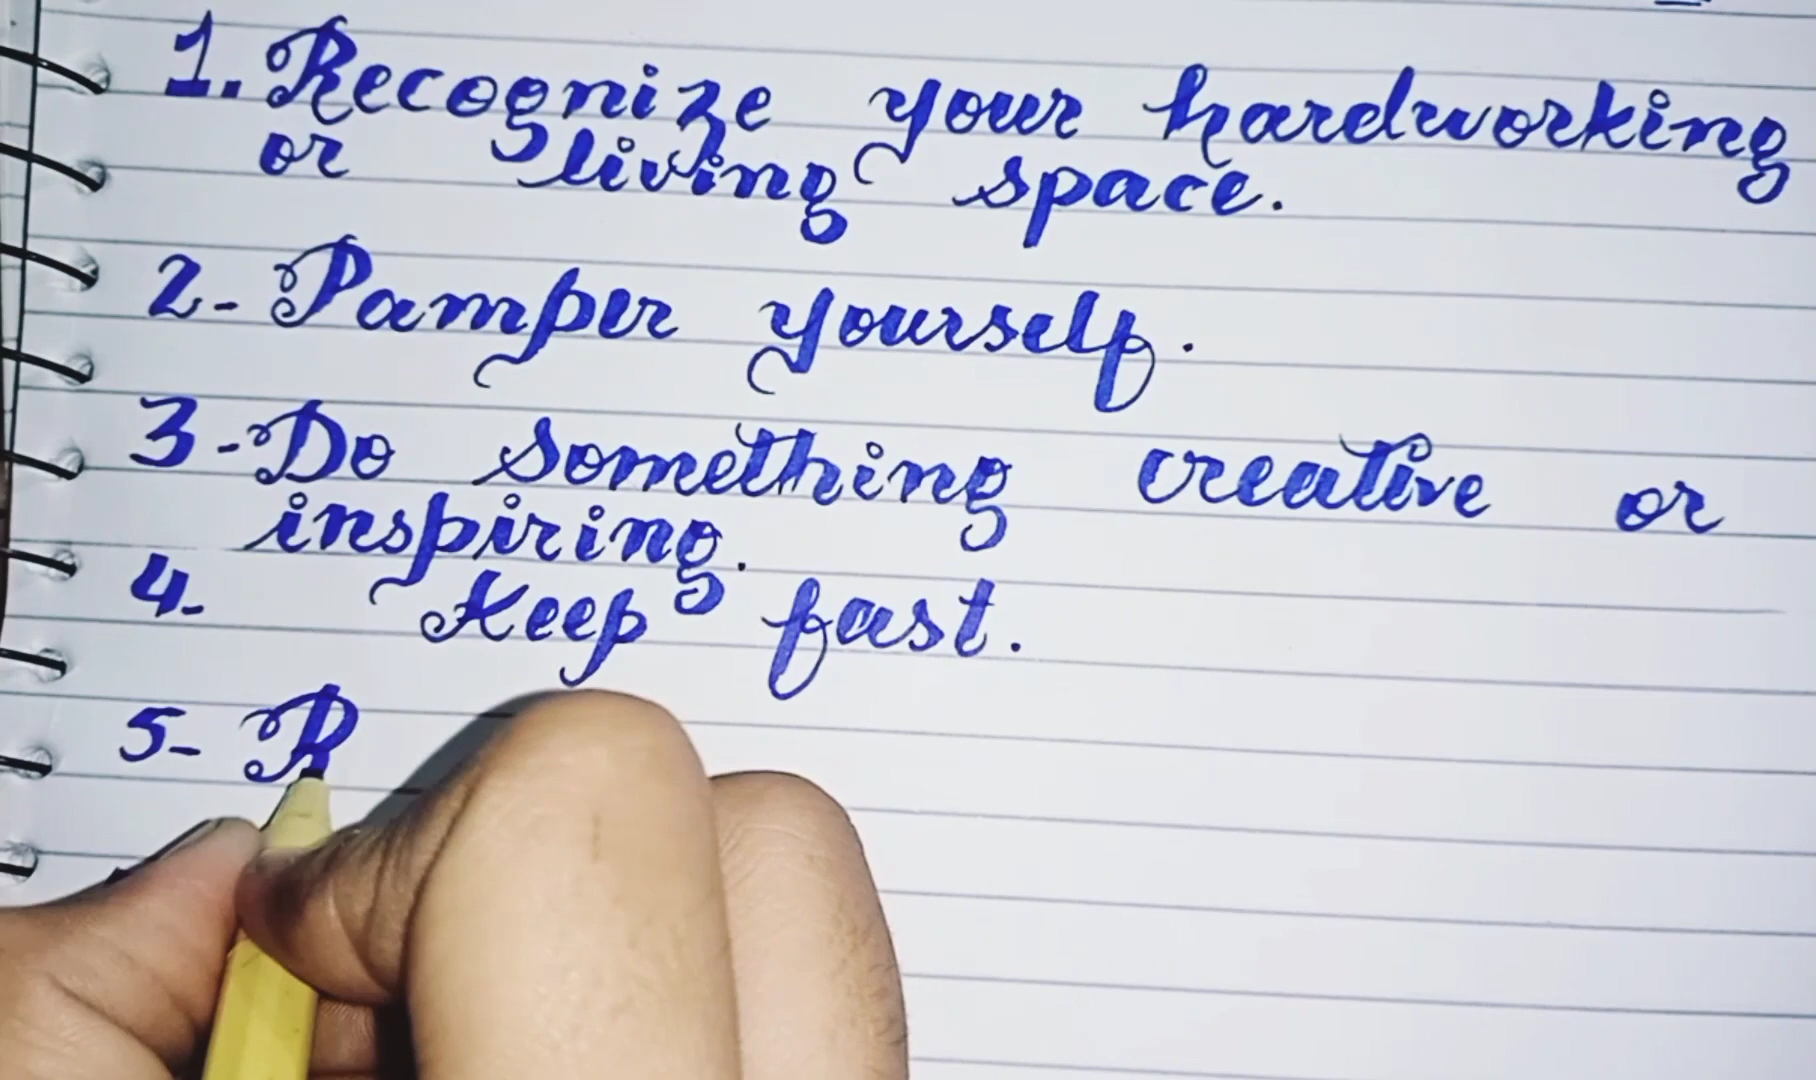 1. Recognize your hardworking
or living space.
2- Pamper yourself.
3- Do something creative or
inspiring.
4- Keep fast.
5- R